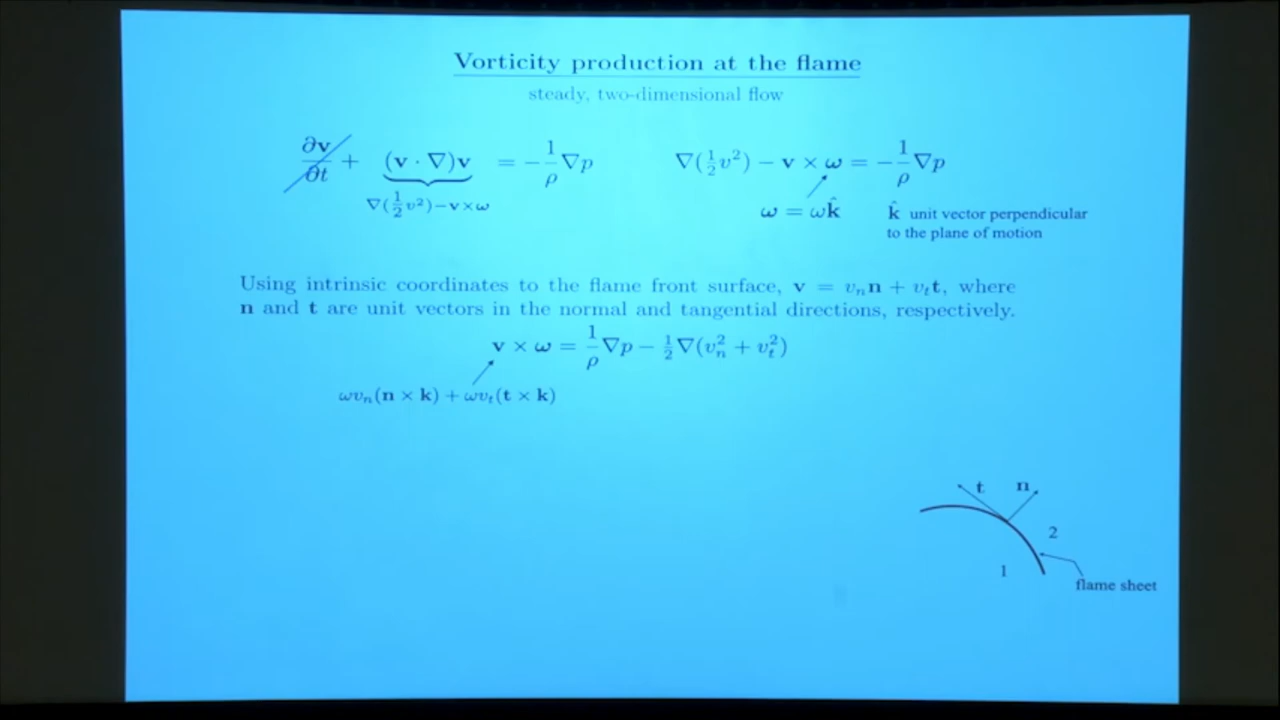 Vorticity production at the flame
steady, two-dimensional flow
∂v/∂t + (v · ∇)v = −1/ρ ∇p     ∇(½v²) − v × ω = −1/ρ ∇p
∇(½v²)−v×ω
ω = ωk̂     k̂ unit vector perpendicular
to the plane of motion
Using intrinsic coordinates to the flame front surface, v = vₙn + vₜt, where
n and t are unit vectors in the normal and tangential directions, respectively.
v × ω = 1/ρ ∇p − ½∇(vₙ² + vₜ²)
ωvₙ(n × k) + ωvₜ(t × k)
t n
2
1
flame sheet